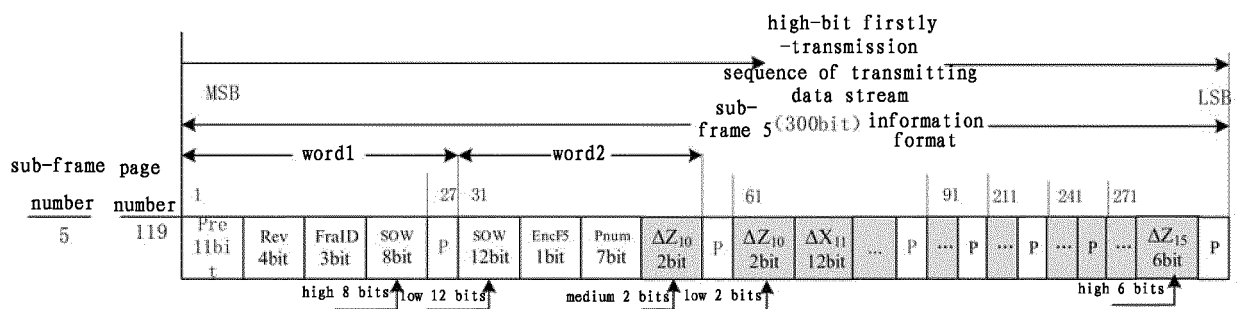 high-bit firstly
-transmission
sequence of transmitting
data stream
MSB
LSB
sub-
frame 5 (300bit) information
format
word1
word2
sub-frame page
number number
1 27 31 61 91 211 241 271
5 119
Pre
11bi
t
Rev
4bit
FraID
3bit
SOW
8bit
P
SOW
12bit
EncF5
1bit
Pnum
7bit
ΔZ10
2bit
P
ΔZ10
2bit
ΔX11
12bit
...
P
...
P
...
P
...
P
...
ΔZ15
6bit
P
high 8 bits
low 12 bits
medium 2 bits
low 2 bits
high 6 bits